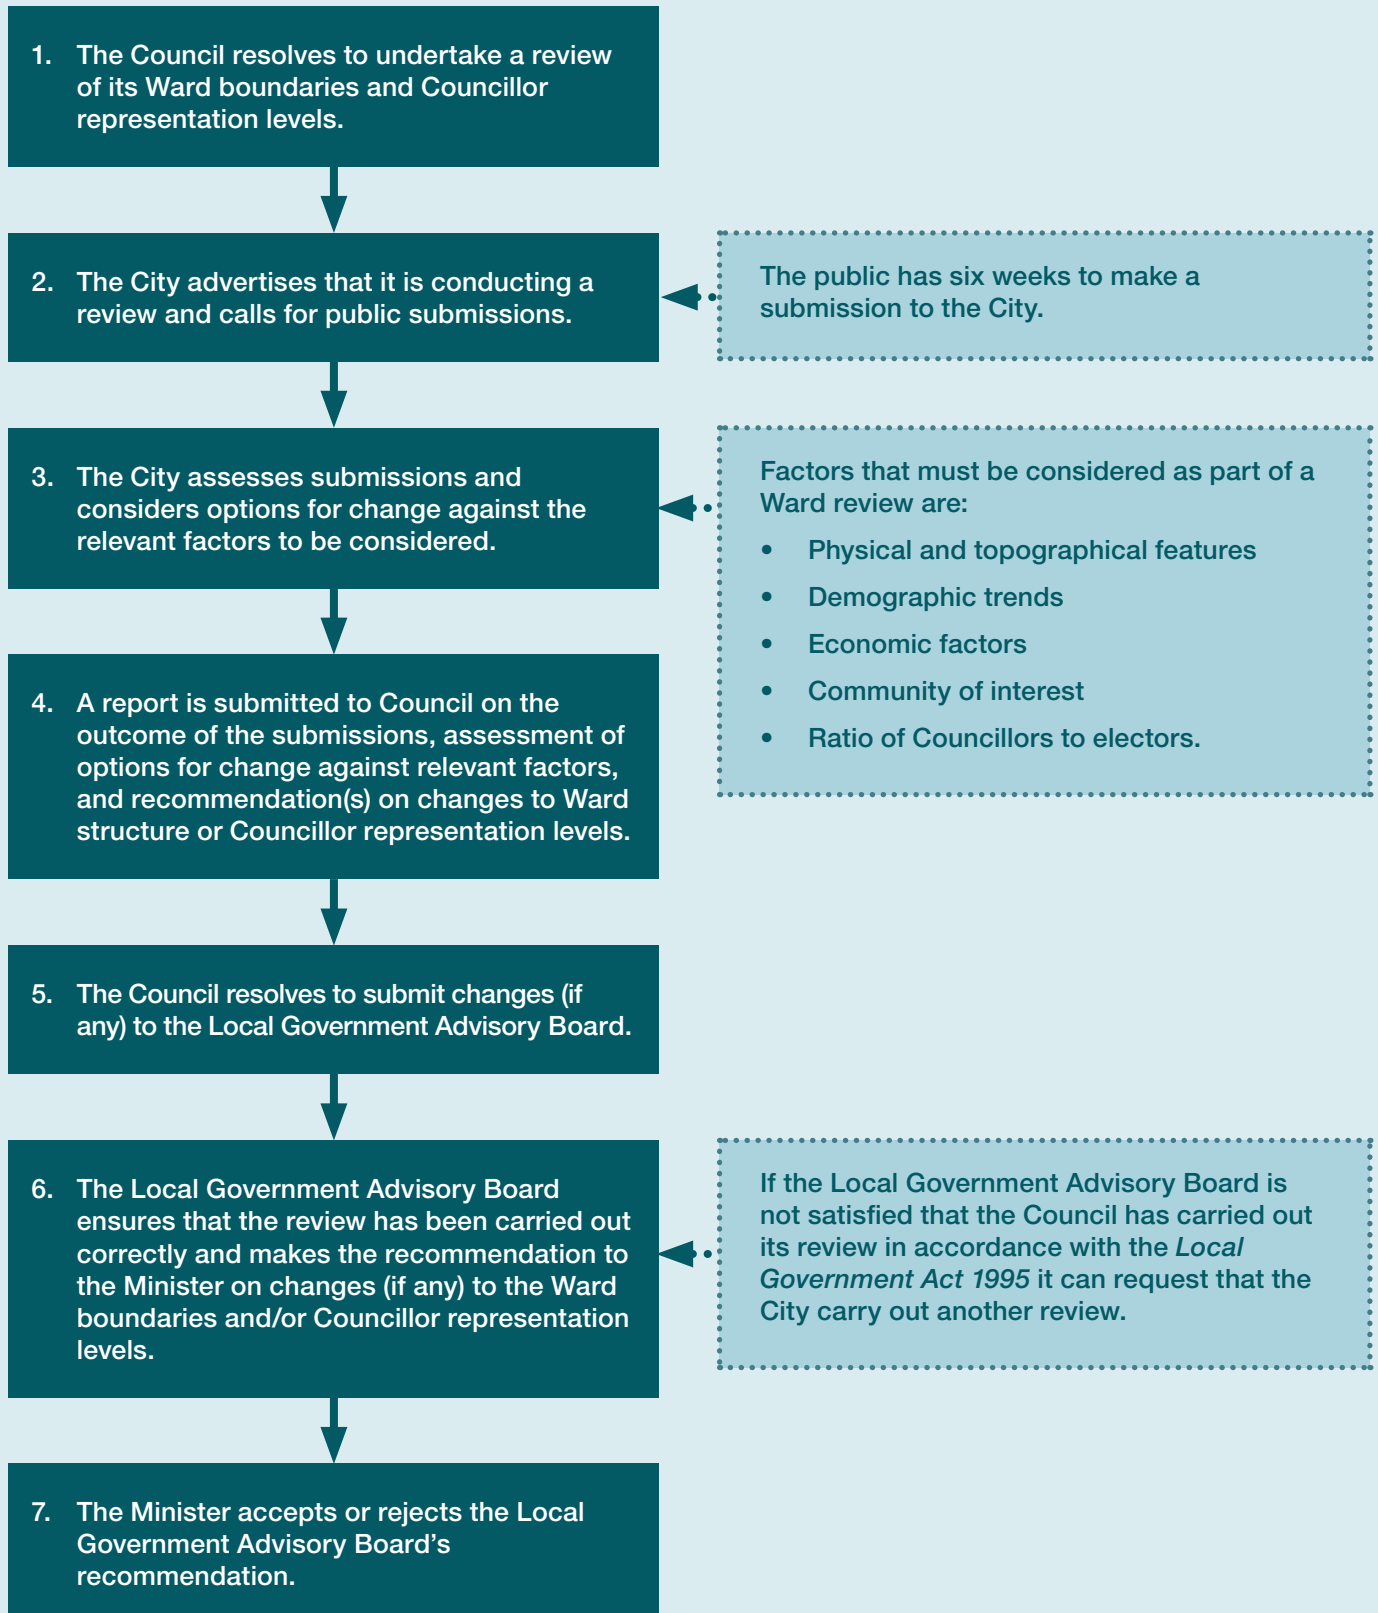 1. The Council resolves to undertake a review
of its Ward boundaries and Councillor
representation levels.
2. The City advertises that it is conducting a
review and calls for public submissions.
The public has six weeks to make a
submission to the City.
3. The City assesses submissions and
considers options for change against the
relevant factors to be considered.
Factors that must be considered as part of a
Ward review are:
• Physical and topographical features
• Demographic trends
• Economic factors
• Community of interest
• Ratio of Councillors to electors.
4. A report is submitted to Council on the
outcome of the submissions, assessment of
options for change against relevant factors,
and recommendation(s) on changes to Ward
structure or Councillor representation levels.
5. The Council resolves to submit changes (if
any) to the Local Government Advisory Board.
6. The Local Government Advisory Board
ensures that the review has been carried out
correctly and makes the recommendation to
the Minister on changes (if any) to the Ward
boundaries and/or Councillor representation
levels.
If the Local Government Advisory Board is
not satisfied that the Council has carried out
its review in accordance with the Local
Government Act 1995 it can request that the
City carry out another review.
7. The Minister accepts or rejects the Local
Government Advisory Board’s
recommendation.